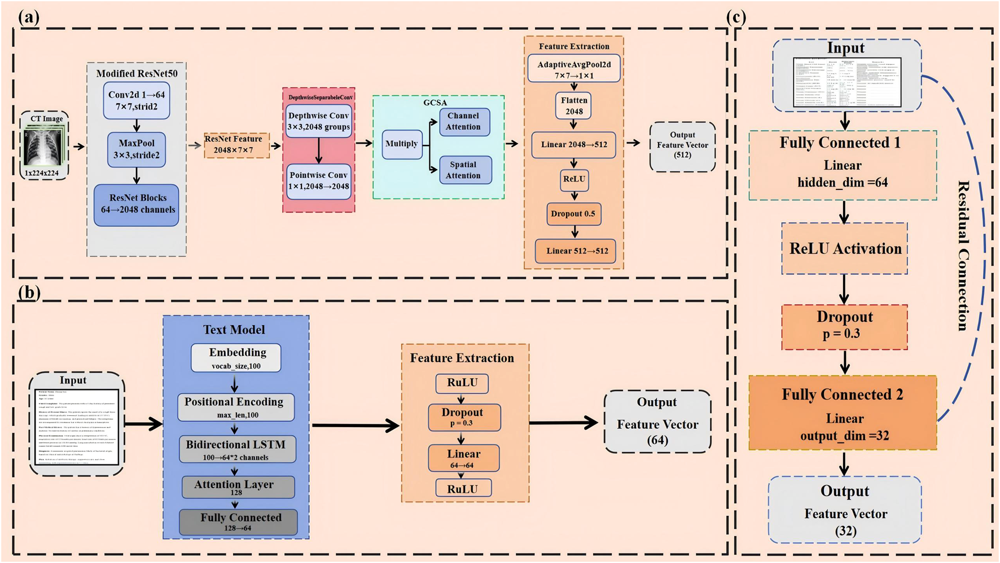 (a)
CT Image
R
1x224x224
Modified ResNet50
Conv2d 1→64
7×7,strid2
MaxPool
3×3,stride2
ResNet Blocks
64→2048 channels
ResNet Feature
2048×7×7
DepthwiseSeparabeleConv
Depthwise Conv
3×3,2048 groups
Pointwise Conv
1×1,2048→2048
GCSA
Multiply
Channel
Attention
Spatial
Attention
Feature Extraction
AdaptiveAvgPool2d
7×7→1×1
Flatten
2048
Linear 2048→512
ReLU
Dropout 0.5
Linear 512→512
Output
Feature Vector
(512)
(b)
Input
Text Model
Embedding
vocab_size,100
Positional Encoding
max_len,100
Bidirectional LSTM
100→64*2 channels
Attention Layer
128
Fully Connected
128→64
Feature Extraction
RuLU
Dropout
p = 0.3
Linear
64→64
RuLU
Output
Feature Vector
(64)
(c)
Input
Fully Connected 1
Linear
hidden_dim =64
ReLU Activation
Dropout
p = 0.3
Fully Connected 2
Linear
output_dim =32
Output
Feature Vector
(32)
Residual Connection